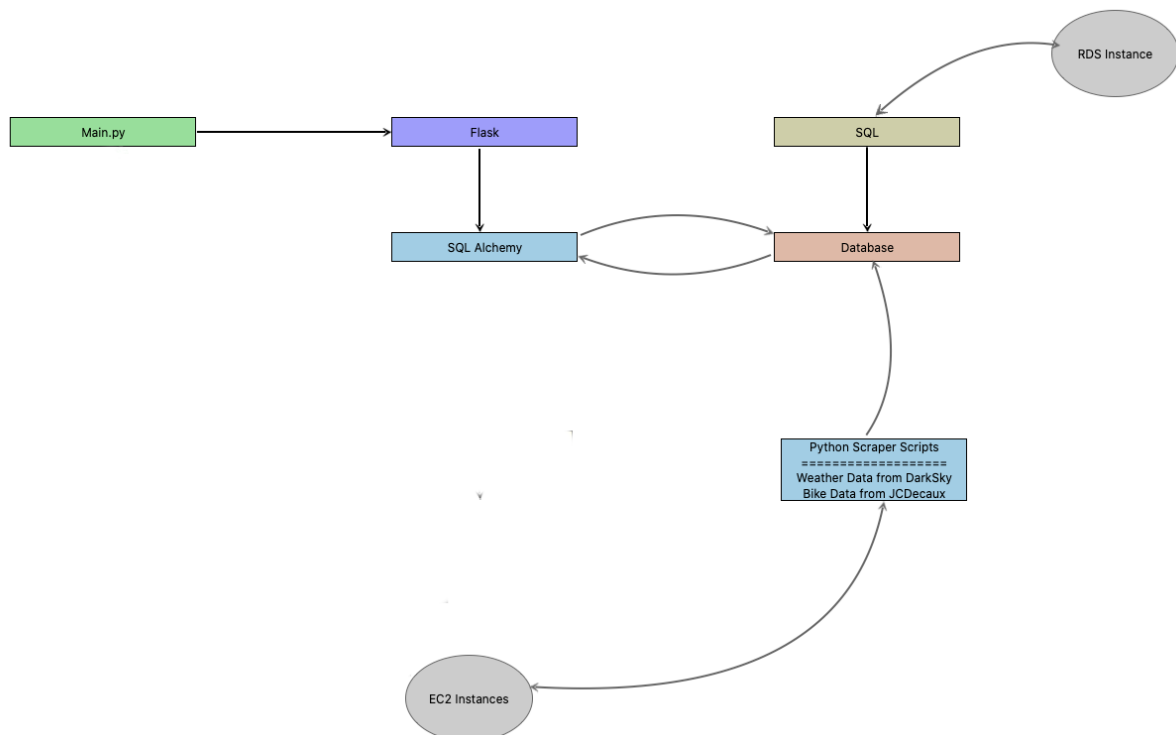 RDS Instance
Main.py
Flask
SQL
SQL Alchemy
Database
Python Scraper Scripts
===================
Weather Data from DarkSky
Bike Data from JCDecaux
EC2 Instances